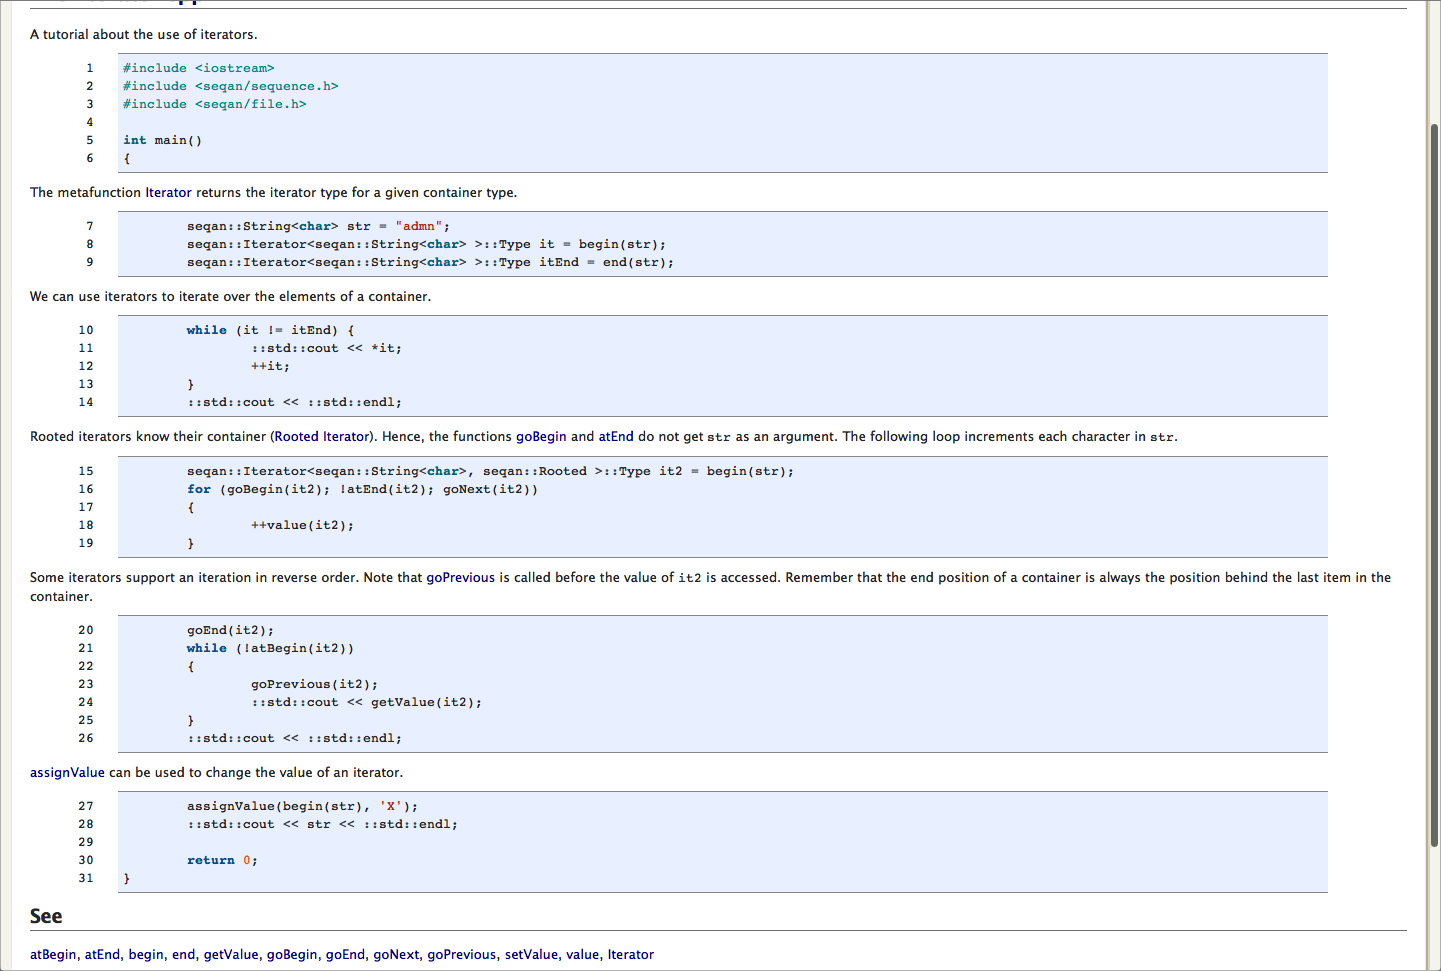 A tutorial about the use of iterators.
1 #include <iostream>
2 #include <seqan/sequence.h>
3 #include <seqan/file.h>
4
5 int main()
6 {
The metafunction Iterator returns the iterator type for a given container type.
7 seqan::String<char> str = "admn";
8 seqan::Iterator<seqan::String<char> >::Type it = begin(str);
9 seqan::Iterator<seqan::String<char> >::Type itEnd = end(str);
We can use iterators to iterate over the elements of a container.
10 while (it != itEnd) {
11 ::std::cout << *it;
12 ++it;
13 }
14 ::std::cout << ::std::endl;
Rooted iterators know their container (Rooted Iterator). Hence, the functions goBegin and atEnd do not get str as an argument. The following loop increments each character in str.
15 seqan::Iterator<seqan::String<char>, seqan::Rooted >::Type it2 = begin(str);
16 for (goBegin(it2); !atEnd(it2); goNext(it2))
17 {
18 ++value(it2);
19 }
Some iterators support an iteration in reverse order. Note that goPrevious is called before the value of it2 is accessed. Remember that the end position of a container is always the position behind the last item in the
container.
20 goEnd(it2);
21 while (!atBegin(it2))
22 {
23 goPrevious(it2);
24 ::std::cout << getValue(it2);
25 }
26 ::std::cout << ::std::endl;
assignValue can be used to change the value of an iterator.
27 assignValue(begin(str), 'X');
28 ::std::cout << str << ::std::endl;
29
30 return 0;
31 }
See
atBegin, atEnd, begin, end, getValue, goBegin, goEnd, goNext, goPrevious, setValue, value, Iterator